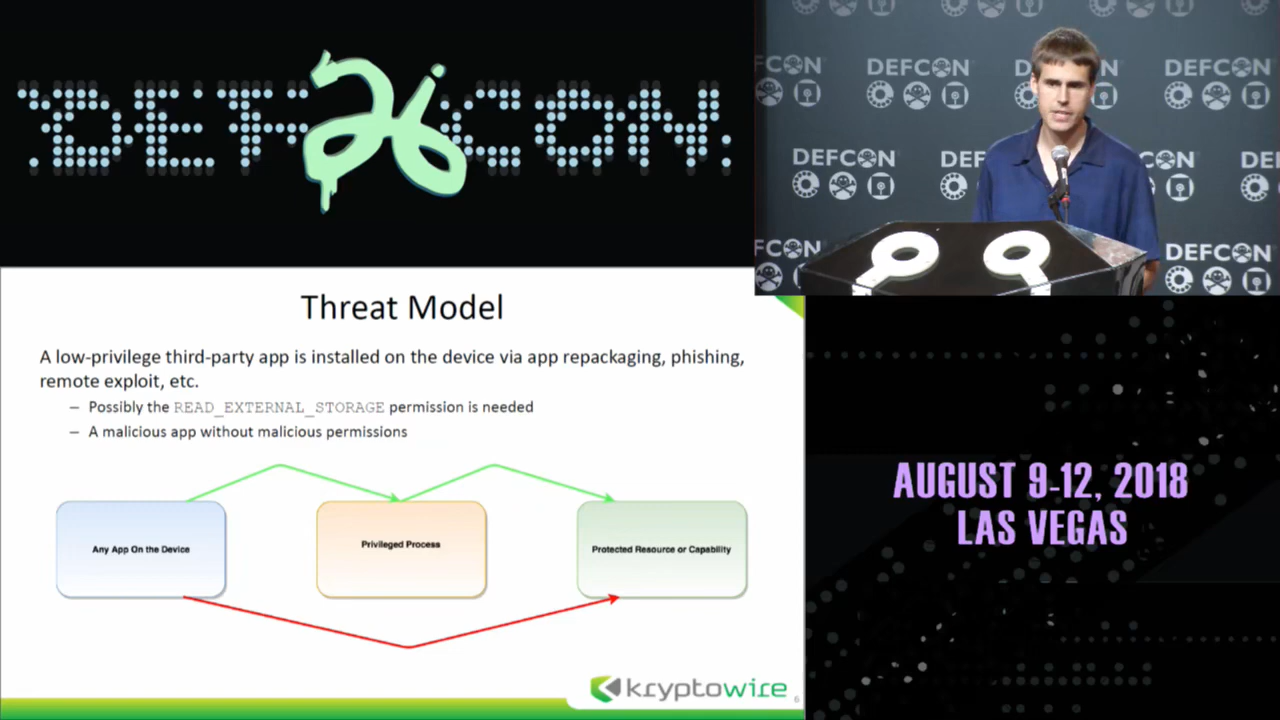 DEFCON
26
DEFCON
DEFCON
DEFCON
DEFCON
DEFCON
DEFCON
DEFCON
Threat Model
A low-privilege third-party app is installed on the device via app repackaging, phishing,
remote exploit, etc.
– Possibly the READ_EXTERNAL_STORAGE permission is needed
– A malicious app without malicious permissions
Any App On the Device
Privileged Process
Protected Resource or Capability
kryptowire
6
AUGUST 9-12, 2018
LAS VEGAS